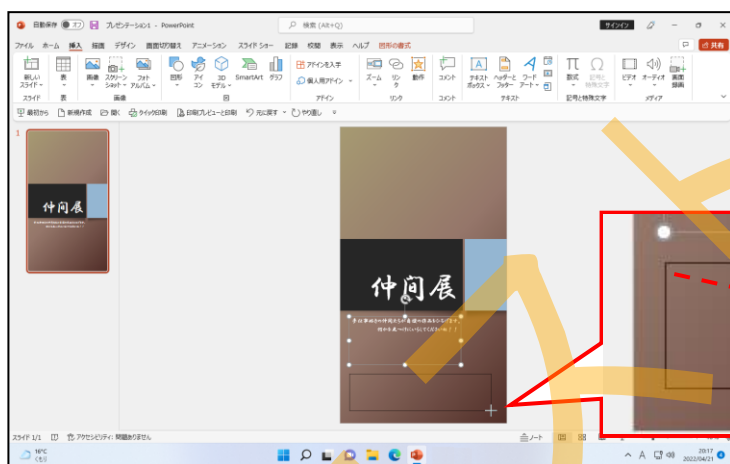 自動保存 オフ プレゼンテーション1 - PowerPoint 検索 (Alt+Q) サインイン
ファイル ホーム 挿入 描画 デザイン 画面切り替え アニメーション スライド ショー 記録 校閲 表示 ヘルプ 図形の書式 共有
新しいスライド 表 画像 スクリーンショット フォトアルバム 図形 アイコン 3Dモデル SmartArt グラフ アドインを入手 個人用アドイン ズーム リンク 動作 コメント テキストボックス ヘッダーとフッター ワードアート 数式 記号と特殊文字 ビデオ オーディオ 画面録画
スライド 表 画像 図 アドイン リンク コメント テキスト 記号と特殊文字 メディア
最初から 新規作成 開く クイック印刷 印刷プレビューと印刷 元に戻す やり直し
1
仲间展
仲间展
スライド 1/1 アクセシビリティ: 問題ありません ノート
16°C
くもり
A
20:17
2022/04/21